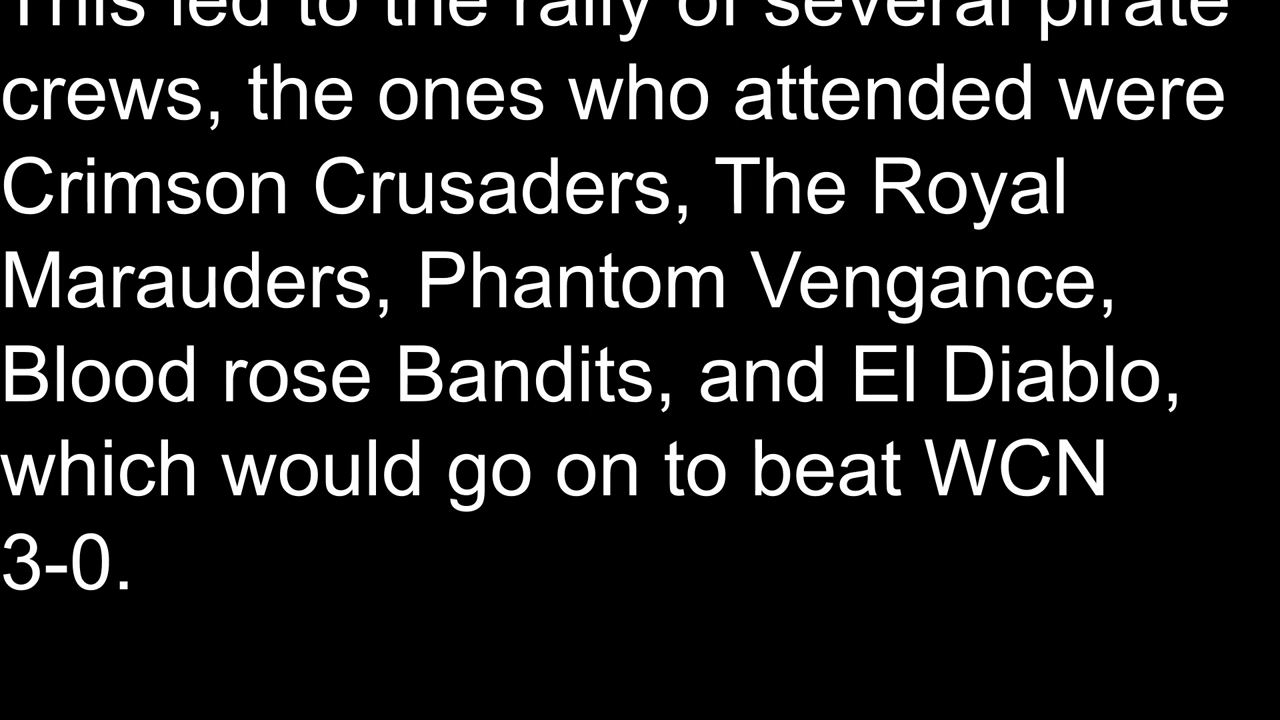 This led to the rally of several pirate
crews, the ones who attended were
Crimson Crusaders, The Royal
Marauders, Phantom Vengance,
Blood rose Bandits, and El Diablo,
which would go on to beat WCN
3-0.